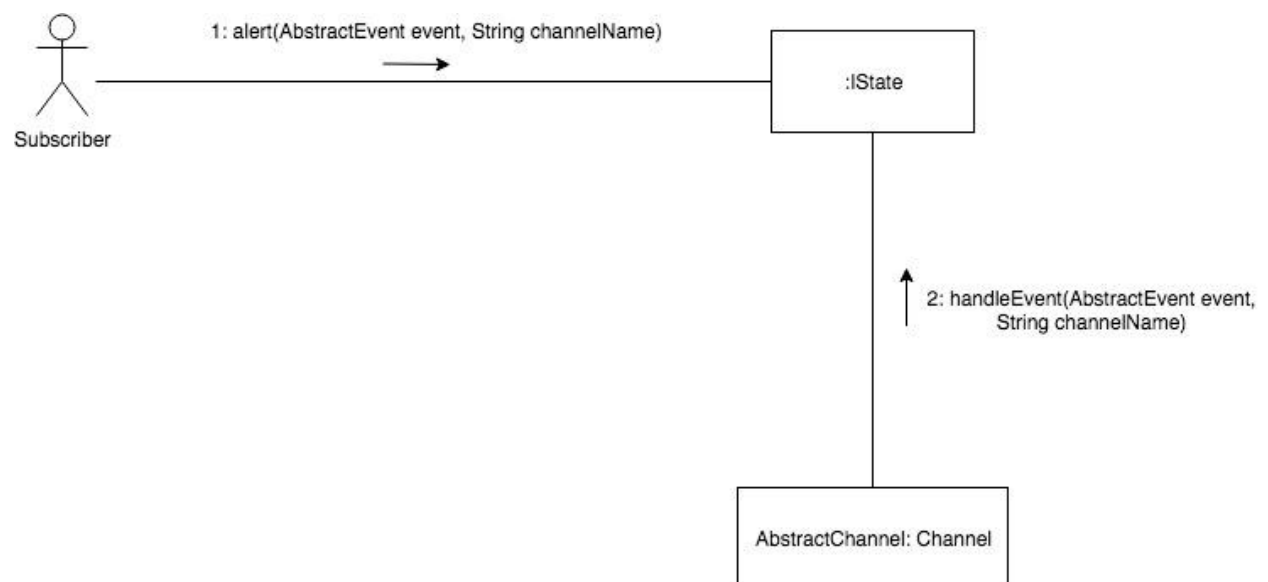 1: alert(AbstractEvent event, String channelName)
:IState
Subscriber
2: handleEvent(AbstractEvent event,
String channelName)
AbstractChannel: Channel